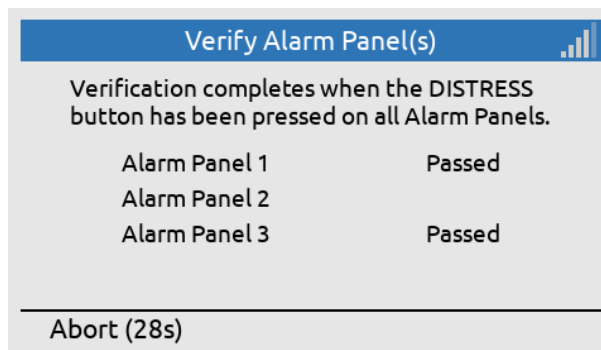 Verify Alarm Panel(s)
Verification completes when the DISTRESS
button has been pressed on all Alarm Panels.
Alarm Panel 1 Passed
Alarm Panel 2
Alarm Panel 3 Passed
Abort (28s)